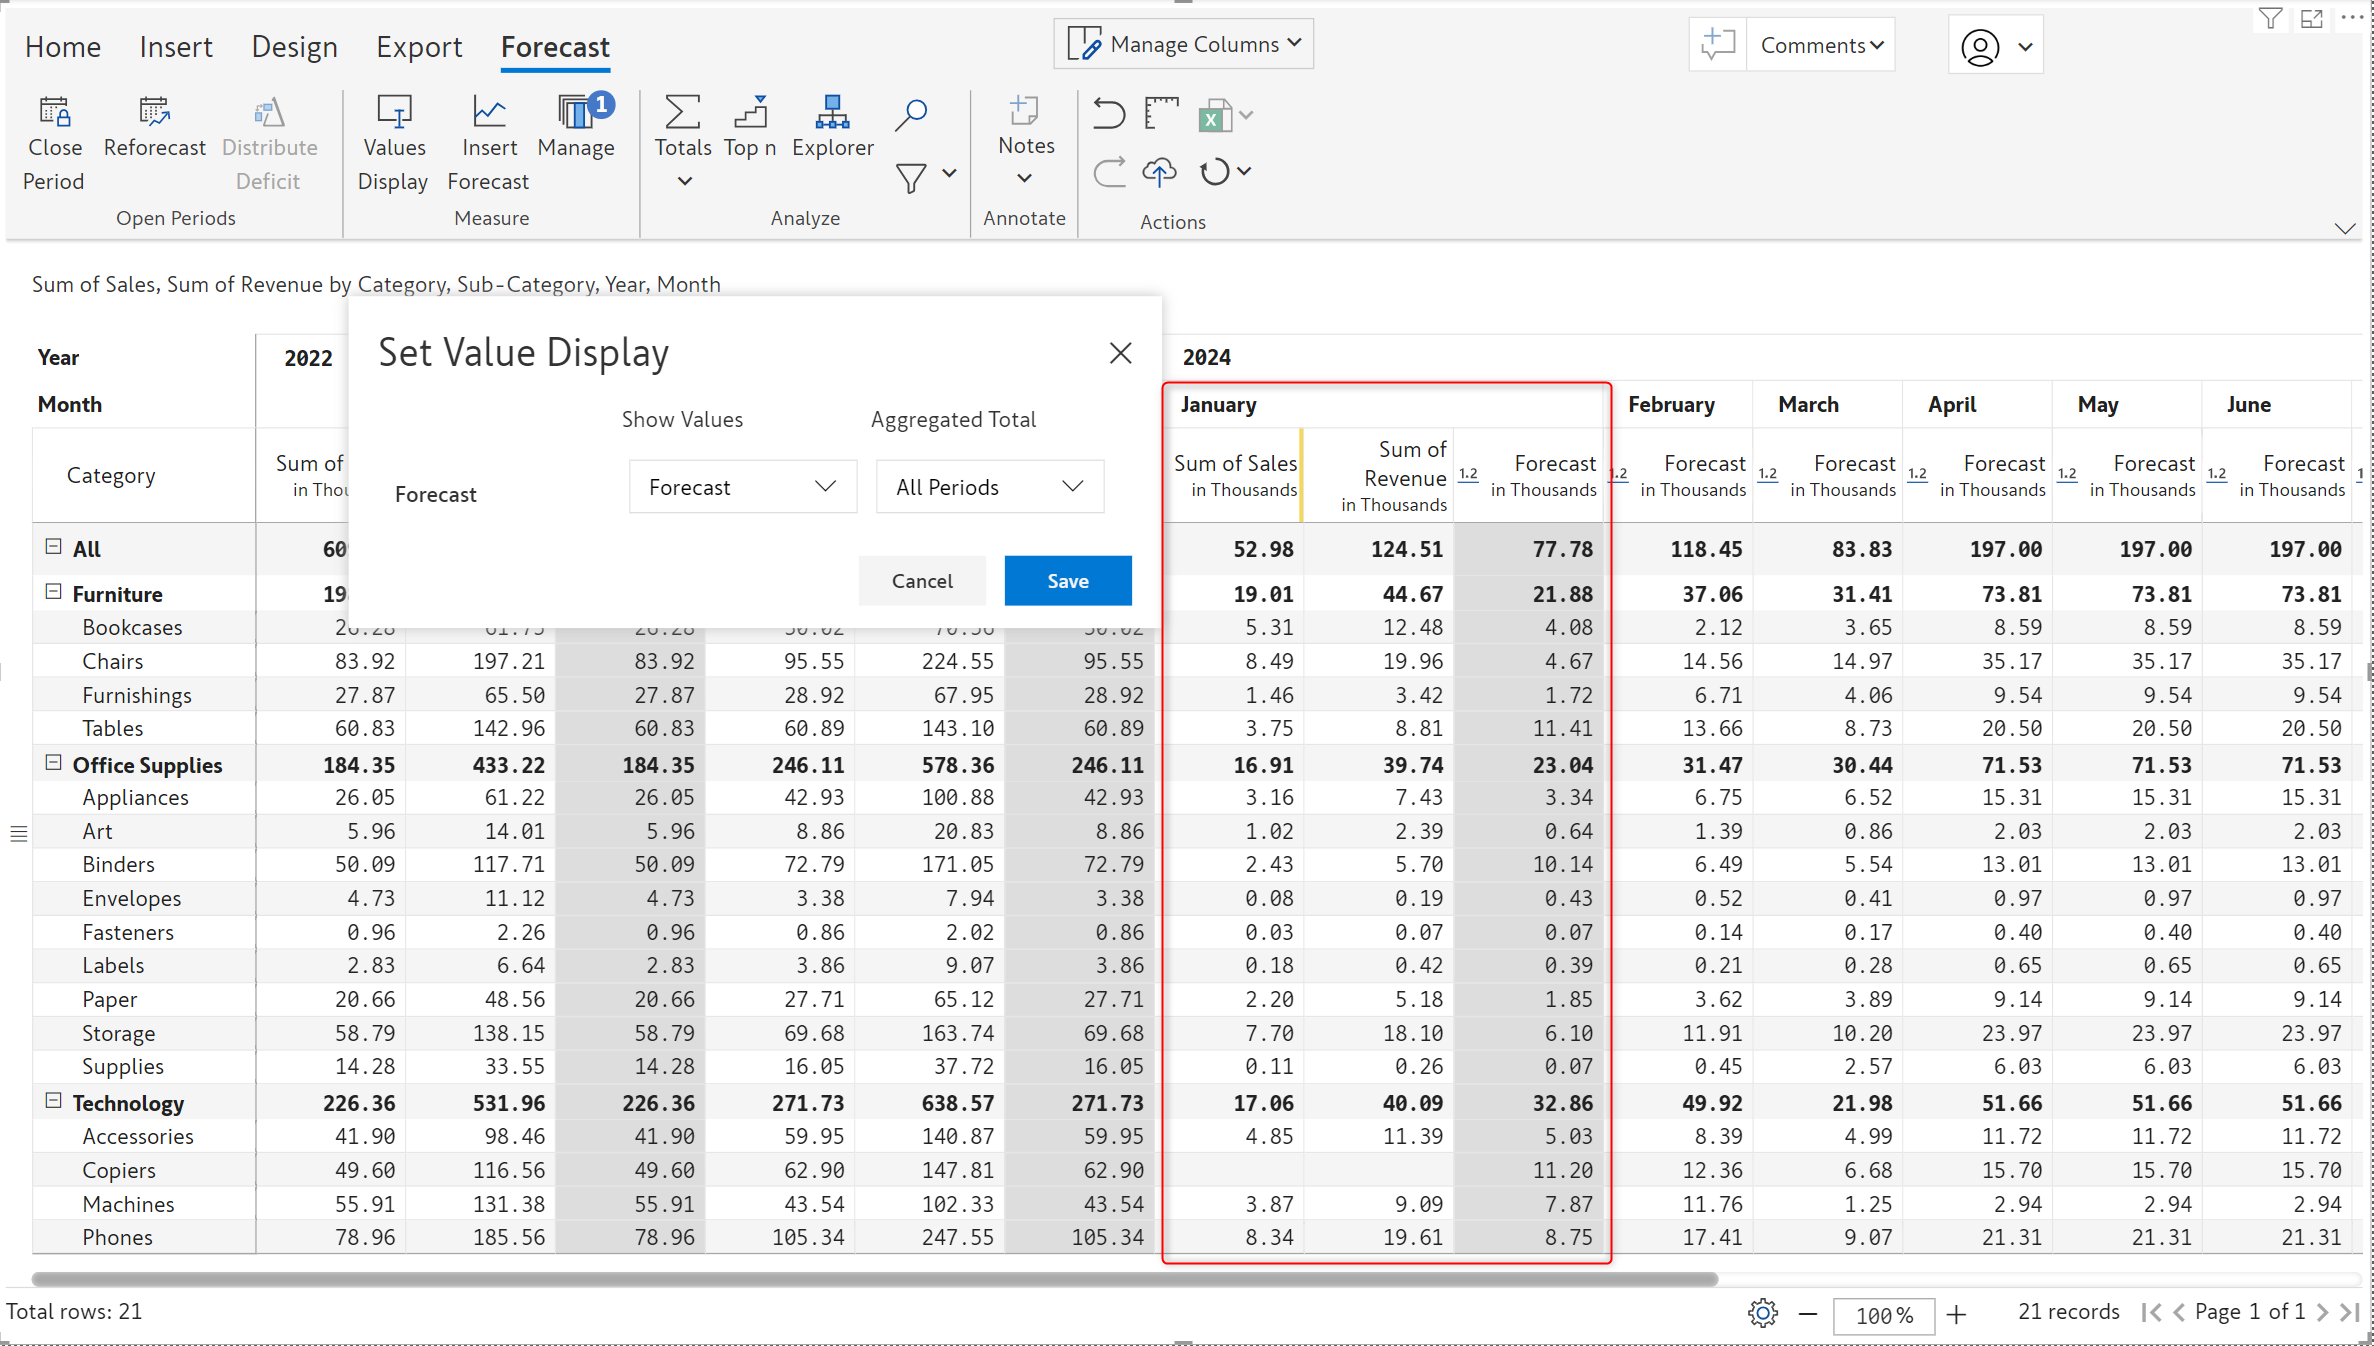 Home Insert Design Export Forecast Manage Columns Comments
1
Close Period Reforecast Distribute Deficit Values Display Insert Forecast Manage Totals Top n Explorer Notes
Open Periods Measure Analyze Annotate Actions
Sum of Sales, Sum of Revenue by Category, Sub-Category, Year, Month
Set Value Display
Show Values Aggregated Total
Forecast Forecast All Periods
Cancel Save
Year 2022 2024
Month January February March April May June
Category Sum of in Thou Sum of Sales in Thousands Sum of Revenue in Thousands 1.2 Forecast in Thousands 1.2 Forecast in Thousands 1.2 Forecast in Thousands 1.2 Forecast in Thousands 1.2 Forecast in Thousands 1.2 Forecast in Thousands
All 60 52.98 124.51 77.78 118.45 83.83 197.00 197.00 197.00
Furniture 19 19.01 44.67 21.88 37.06 31.41 73.81 73.81 73.81
Bookcases 5.31 12.48 4.08 2.12 3.65 8.59 8.59 8.59
Chairs 83.92 197.21 83.92 95.55 224.55 95.55 8.49 19.96 4.67 14.56 14.97 35.17 35.17 35.17
Furnishings 27.87 65.50 27.87 28.92 67.95 28.92 1.46 3.42 1.72 6.71 4.06 9.54 9.54 9.54
Tables 60.83 142.96 60.83 60.89 143.10 60.89 3.75 8.81 11.41 13.66 8.73 20.50 20.50 20.50
Office Supplies 184.35 433.22 184.35 246.11 578.36 246.11 16.91 39.74 23.04 31.47 30.44 71.53 71.53 71.53
Appliances 26.05 61.22 26.05 42.93 100.88 42.93 3.16 7.43 3.34 6.75 6.52 15.31 15.31 15.31
Art 5.96 14.01 5.96 8.86 20.83 8.86 1.02 2.39 0.64 1.39 0.86 2.03 2.03 2.03
Binders 50.09 117.71 50.09 72.79 171.05 72.79 2.43 5.70 10.14 6.49 5.54 13.01 13.01 13.01
Envelopes 4.73 11.12 4.73 3.38 7.94 3.38 0.08 0.19 0.43 0.52 0.41 0.97 0.97 0.97
Fasteners 0.96 2.26 0.96 0.86 2.02 0.86 0.03 0.07 0.07 0.14 0.17 0.40 0.40 0.40
Labels 2.83 6.64 2.83 3.86 9.07 3.86 0.18 0.42 0.39 0.21 0.28 0.65 0.65 0.65
Paper 20.66 48.56 20.66 27.71 65.12 27.71 2.20 5.18 1.85 3.62 3.89 9.14 9.14 9.14
Storage 58.79 138.15 58.79 69.68 163.74 69.68 7.70 18.10 6.10 11.91 10.20 23.97 23.97 23.97
Supplies 14.28 33.55 14.28 16.05 37.72 16.05 0.11 0.26 0.07 0.45 2.57 6.03 6.03 6.03
Technology 226.36 531.96 226.36 271.73 638.57 271.73 17.06 40.09 32.86 49.92 21.98 51.66 51.66 51.66
Accessories 41.90 98.46 41.90 59.95 140.87 59.95 4.85 11.39 5.03 8.39 4.99 11.72 11.72 11.72
Copiers 49.60 116.56 49.60 62.90 147.81 62.90 11.20 12.36 6.68 15.70 15.70 15.70
Machines 55.91 131.38 55.91 43.54 102.33 43.54 3.87 9.09 7.87 11.76 1.25 2.94 2.94 2.94
Phones 78.96 185.56 78.96 105.34 247.55 105.34 8.34 19.61 8.75 17.41 9.07 21.31 21.31 21.31
Total rows: 21 100% 21 records Page 1 of 1